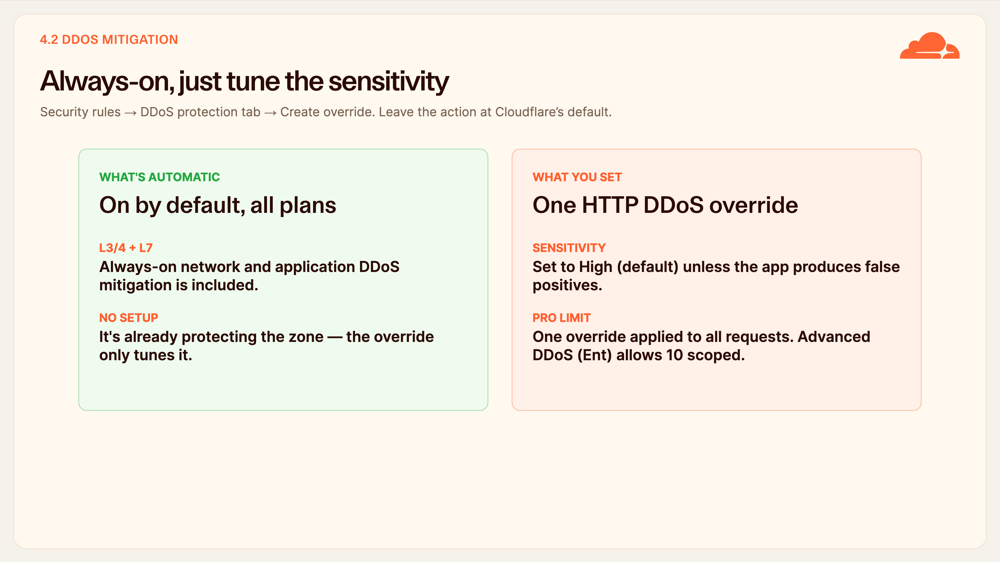 4.2 DDOS MITIGATION
Always-on, just tune the sensitivity
Security rules → DDoS protection tab → Create override. Leave the action at Cloudflare’s default.
WHAT'S AUTOMATIC
On by default, all plans
L3/4 + L7
Always-on network and application DDoS
mitigation is included.
NO SETUP
It's already protecting the zone — the override
only tunes it.
WHAT YOU SET
One HTTP DDoS override
SENSITIVITY
Set to High (default) unless the app produces false
positives.
PRO LIMIT
One override applied to all requests. Advanced
DDoS (Ent) allows 10 scoped.